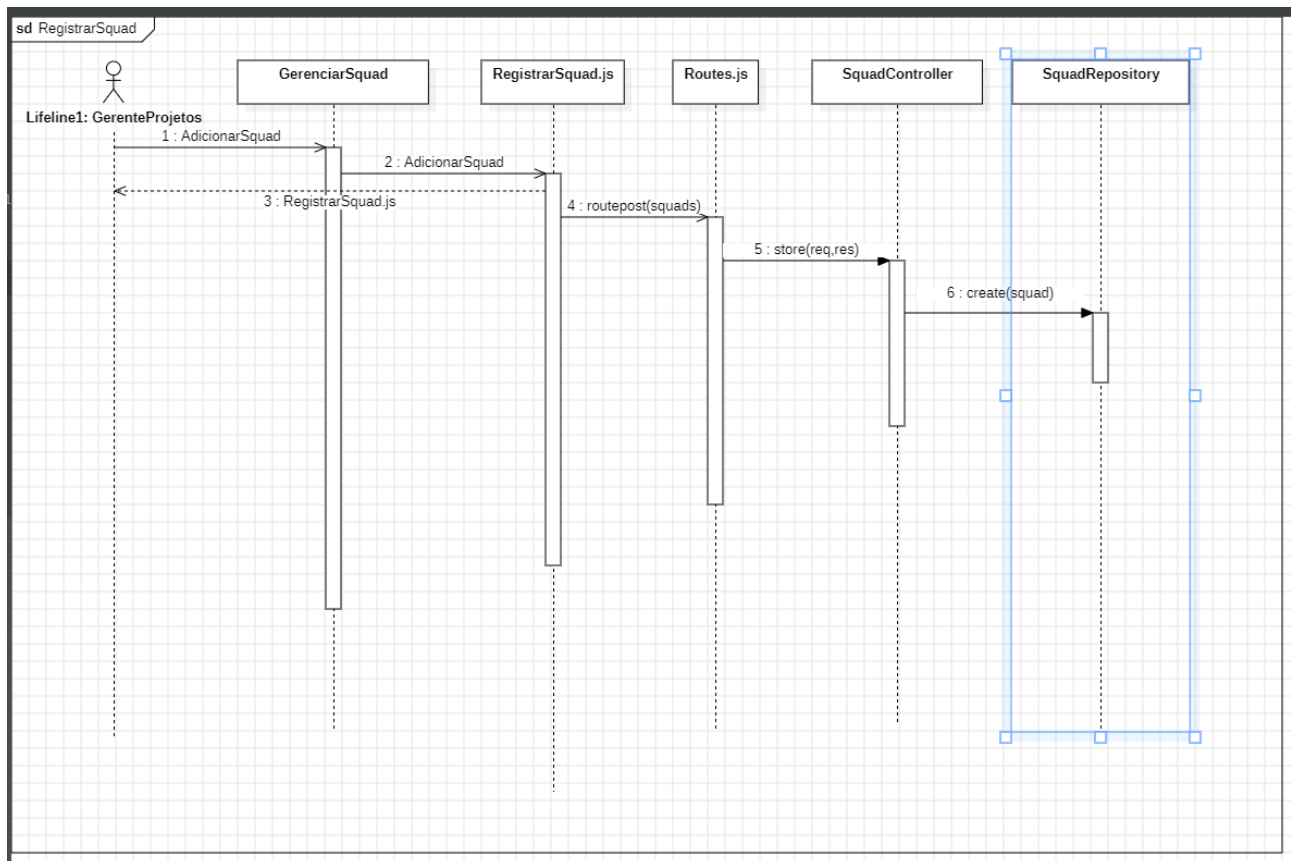 sd RegistrarSquad
GerenciarSquad
RegistrarSquad.js
Routes.js
SquadController
SquadRepository
Lifeline1: GerenteProjetos
1 : AdicionarSquad
2 : AdicionarSquad
3 : RegistrarSquad.js
4 : routepost(squads)
5 : store(req,res)
6 : create(squad)